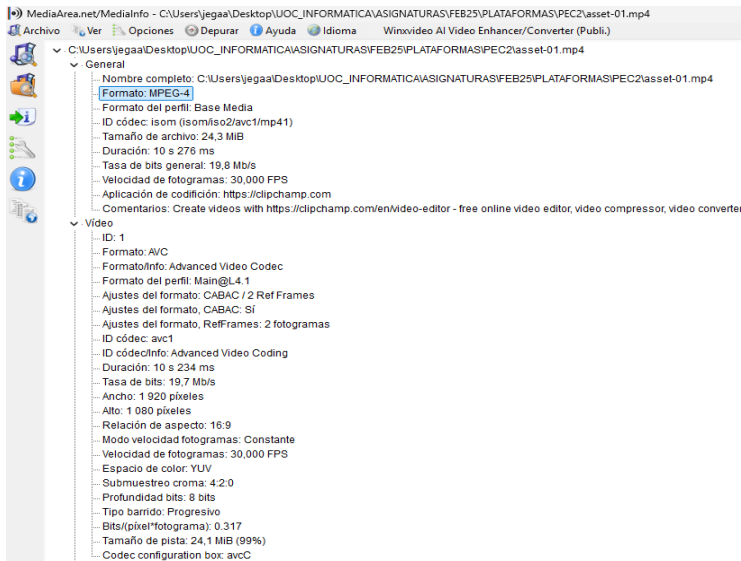 MediaArea.net/MediaInfo - C:\Users\jegaa\Desktop\UOC_INFORMATICA\ASIGNATURAS\FEB25\PLATAFORMAS\PEC2\asset-01.mp4
Archivo Ver Opciones Depurar Ayuda Idioma Winxvideo AI Video Enhancer/Converter (Publi.)
C:\Users\jegaa\Desktop\UOC_INFORMATICA\ASIGNATURAS\FEB25\PLATAFORMAS\PEC2\asset-01.mp4
General
Nombre completo: C:\Users\jegaa\Desktop\UOC_INFORMATICA\ASIGNATURAS\FEB25\PLATAFORMAS\PEC2\asset-01.mp4
Formato: MPEG-4
Formato del perfil: Base Media
ID códec: isom (isom/iso2/avc1/mp41)
Tamaño de archivo: 24,3 MiB
Duración: 10 s 276 ms
Tasa de bits general: 19,8 Mb/s
Velocidad de fotogramas: 30,000 FPS
Aplicación de codifición: https://clipchamp.com
Comentarios: Create videos with https://clipchamp.com/en/video-editor - free online video editor, video compressor, video converter
Vídeo
ID: 1
Formato: AVC
Formato/Info: Advanced Video Codec
Formato del perfil: Main@L4.1
Ajustes del formato: CABAC / 2 Ref Frames
Ajustes del formato, CABAC: Sí
Ajustes del formato, RefFrames: 2 fotogramas
ID códec: avc1
ID códec/Info: Advanced Video Coding
Duración: 10 s 234 ms
Tasa de bits: 19,7 Mb/s
Ancho: 1 920 píxeles
Alto: 1 080 píxeles
Relación de aspecto: 16:9
Modo velocidad fotogramas: Constante
Velocidad de fotogramas: 30,000 FPS
Espacio de color: YUV
Submuestreo croma: 4:2:0
Profundidad bits: 8 bits
Tipo barrido: Progresivo
Bits/(píxel*fotograma): 0.317
Tamaño de pista: 24,1 MiB (99%)
Codec configuration box: avcC